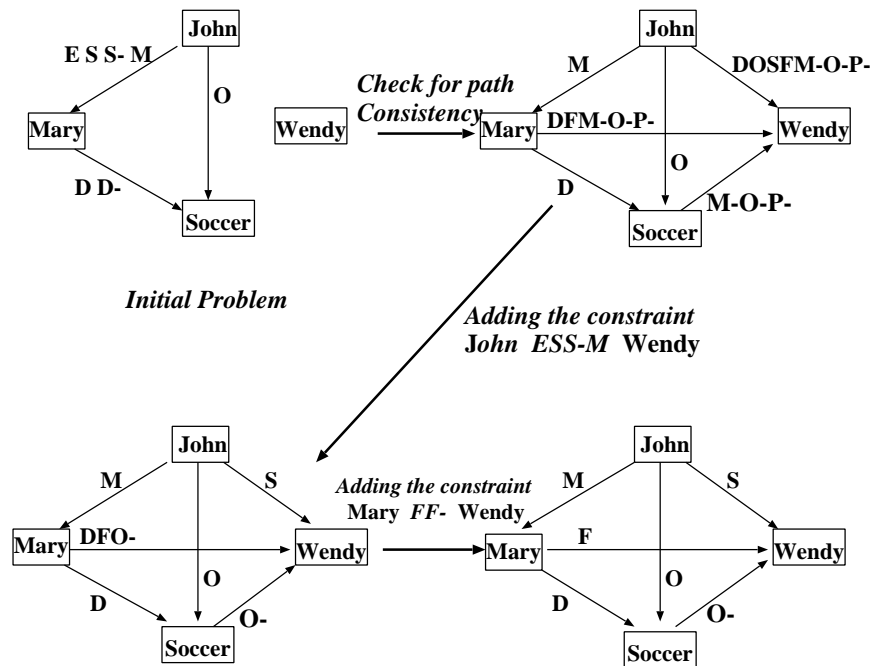 John
E S S- M
O
Mary
Wendy
D D-
Soccer
Initial Problem
Check for path
Consistency
John
M
DOSFM-O-P-
Mary
DFM-O-P-
Wendy
D
O
M-O-P-
Soccer
Adding the constraint
John ESS-M Wendy
John
M
S
Mary
DFO-
Wendy
O
D
O-
Soccer
Adding the constraint
Mary FF- Wendy
John
M
S
Mary
F
Wendy
D
O
O-
Soccer